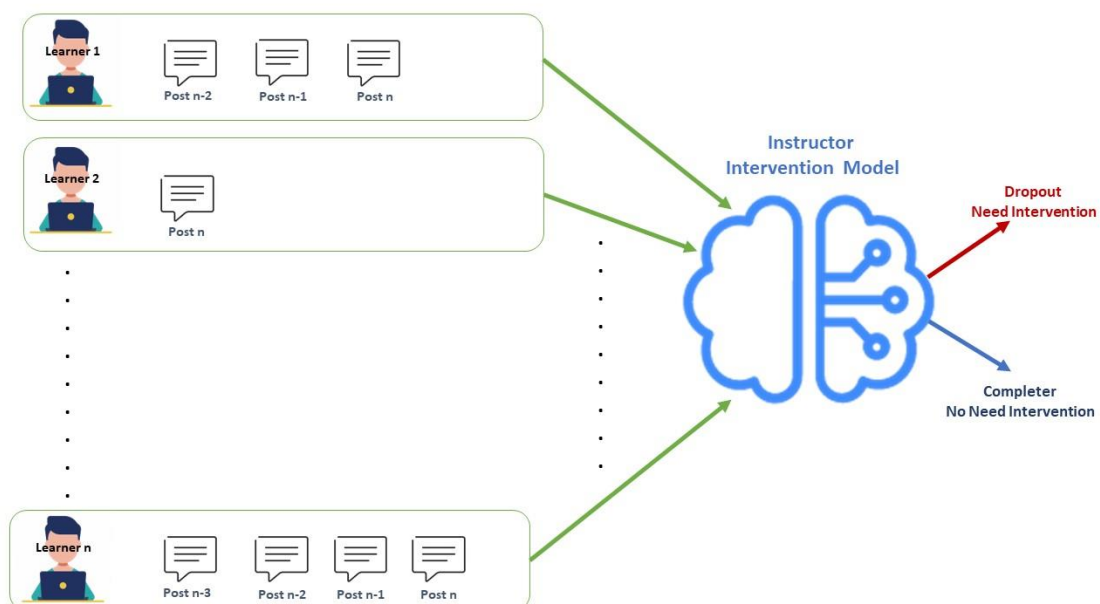 Learner 1
Post n-2
Post n-1
Post n
Learner 2
Post n
Instructor
Intervention Model
Dropout
Need Intervention
Completer
No Need Intervention
Learner n
Post n-3
Post n-2
Post n-1
Post n